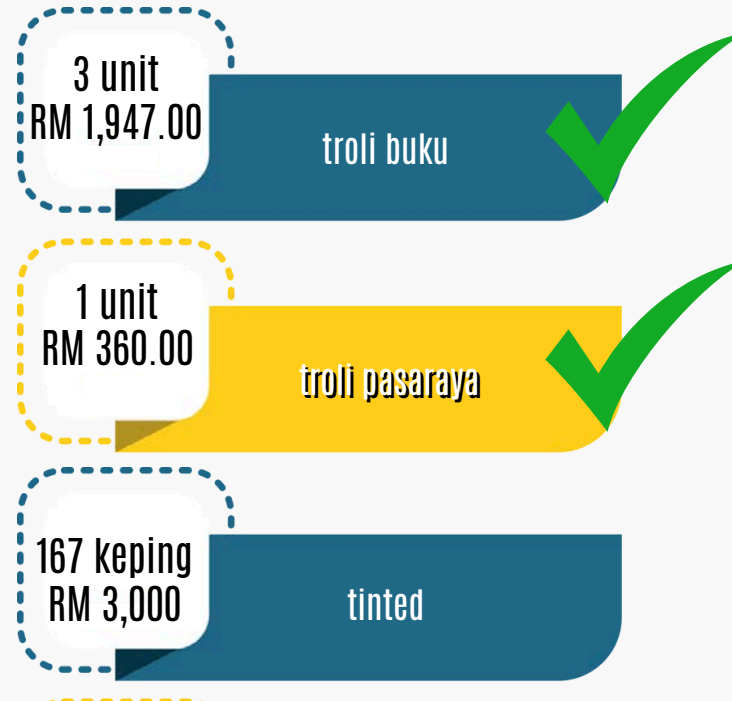 3 unit
RM 1,947.00
troli buku
1 unit
RM 360.00
troli pasaraya
167 keping
RM 3,000
tinted